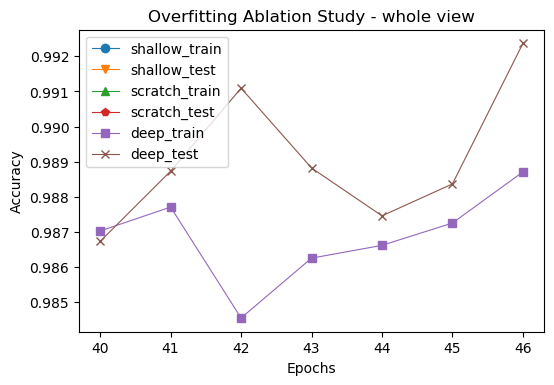 Overfitting Ablation Study - whole view
Accuracy
0.992
0.991
0.990
0.989
0.988
0.987
0.986
0.985
shallow_train
shallow_test
scratch_train
scratch_test
deep_train
deep_test
40 41 42 43 44 45 46
Epochs